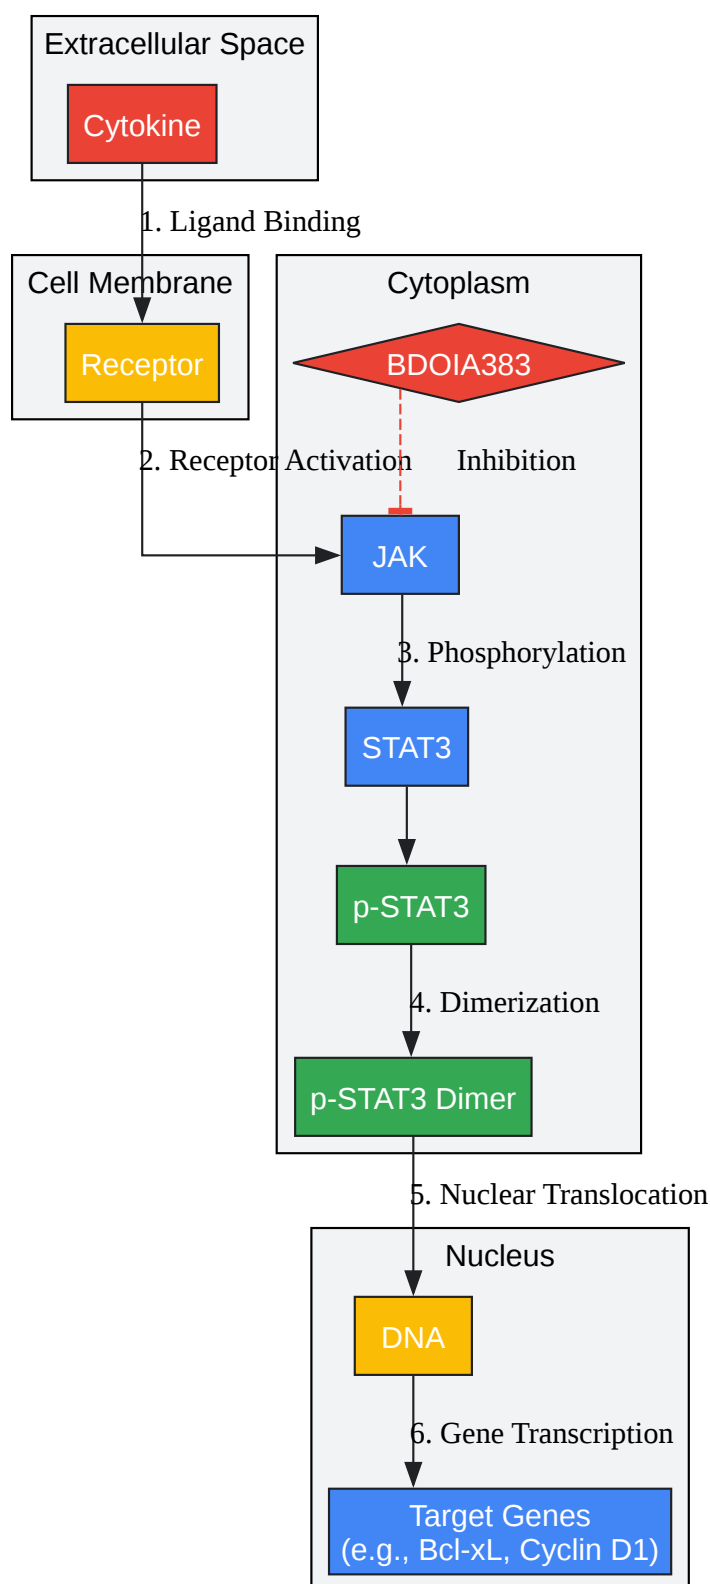 Extracellular Space
Cytokine
1. Ligand Binding
Cell Membrane
Receptor
Cytoplasm
BDOIA383
2. Receptor Activation
Inhibition
JAK
3. Phosphorylation
STAT3
p-STAT3
4. Dimerization
p-STAT3 Dimer
5. Nuclear Translocation
Nucleus
DNA
6. Gene Transcription
Target Genes
(e.g., Bcl-xL, Cyclin D1)